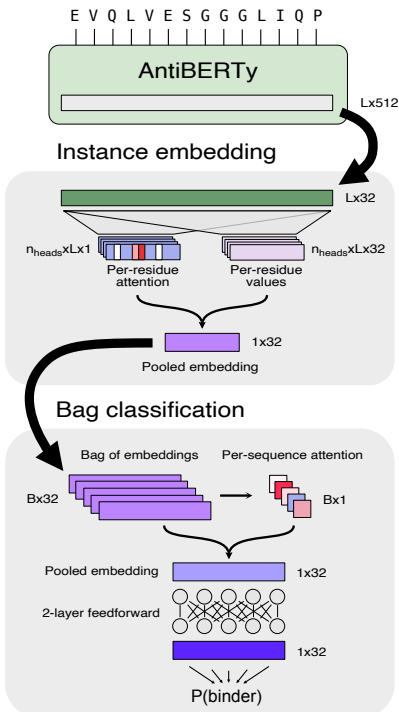 E V Q L V E S G G G L I Q P
AntiBERTy
Lx512
Instance embedding
Lx32
nheadsxLx1
nheadsxLx32
Per-residue
attention
Per-residue
values
1x32
Pooled embedding
Bag classification
Bag of embeddings
Per-sequence attention
Bx32
Bx1
Pooled embedding
1x32
2-layer feedforward
1x32
P(binder)